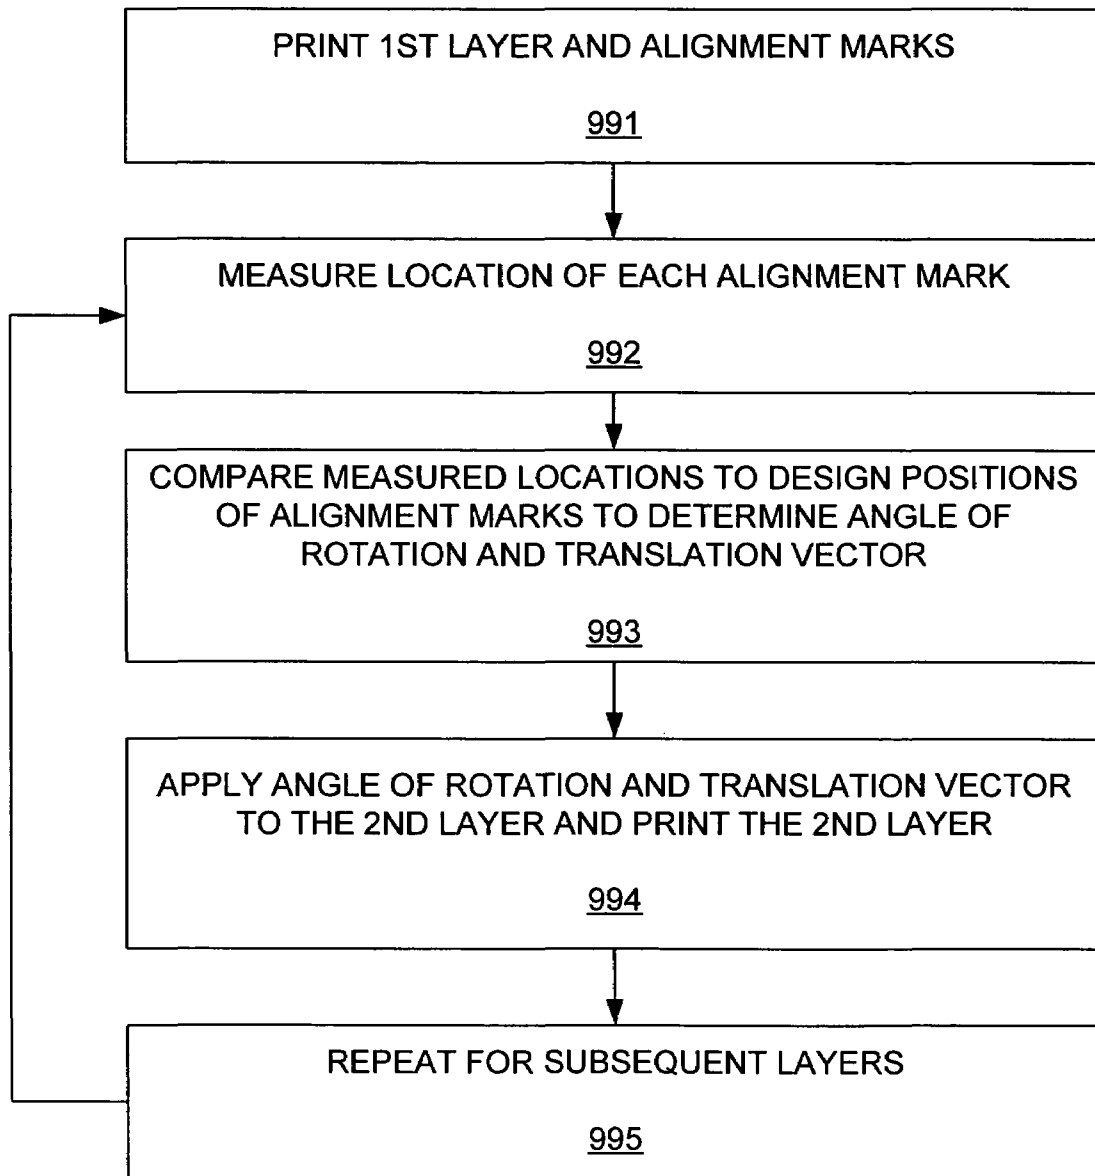 PRINT 1ST LAYER AND ALIGNMENT MARKS
991
MEASURE LOCATION OF EACH ALIGNMENT MARK
992
COMPARE MEASURED LOCATIONS TO DESIGN POSITIONS
OF ALIGNMENT MARKS TO DETERMINE ANGLE OF
ROTATION AND TRANSLATION VECTOR
993
APPLY ANGLE OF ROTATION AND TRANSLATION VECTOR
TO THE 2ND LAYER AND PRINT THE 2ND LAYER
994
REPEAT FOR SUBSEQUENT LAYERS
995